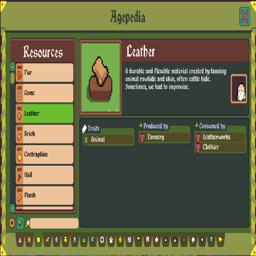 Agepedia
Resources
Fur
Game
Leather
Brick
Contraption
Nail
Plank
Leather
A durable and flexible material created by tanning
animal rawhide and skin, often cattle hide.
Sometimes, we had to improvise.
Traits
Animal
Produced by
Tannery
Consumed by
Leatherworks
Clothier